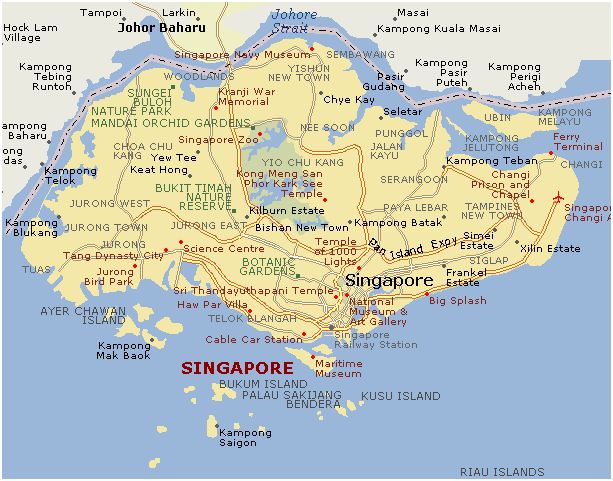 Tampoi
Larkin
Johore
Strait
Masai
Hock Lam
Village
Johor Baharu
Kampong Kuala Masai
Singapore Navy Museum
SEMBAWANG
Kampong
Tebing
Runtoh
WOODLANDS
YISHUN
NEW TOWN
Pasir
Gudang
Kampong
Pasir
Puteh
Kampong
Perigi
Acheh
SUNGEI
BULOH
NATURE PARK
Kranji War
Memorial
Chye Kay
Seletar
MANDAI ORCHID GARDENS
NEE SOON
UBIN
KAMPONG
MELAYU
ampong
Baharu
Singapore Zoo
PUNGGOL
KAMPONG
JELUTONG
Ferry
Terminal
CHOA CHU
KANG
Yew Tee
JALAN
KAYU
ong
das
Keat Hong
YIO CHU KANG
Kampong Teban
CHANGI
Kampong
Telok
Kong Meng San
Phor Kark See
Temple
SERANGOON
Changi
Prison and
Chapel
BUKIT TIMAH
NATURE
RESERVE
JURONG WEST
Kilburn Estate
PAYA LEBAR
TAMPINES
NEW TOWN
Singapo
Changi A
Kampong
Blukang
JURONG TOWN
JURONG EAST
Bishan New Town
Kampong Batak
Simei
Estate
JURONG
Science Centre
Temple
of 1000
Lights
Pan Island Expy
Xilin Estate
Tang Dynasty City
TUAS
BOTANIC
GARDENS
SIGLAP
Jurong
Bird Park
Singapore
Frankel
Estate
Sri Thandayuthapani Temple
Haw Par Villa
National
Museum &
Art Gallery
Big Splash
AYER CHAWAN
ISLAND
TELOK BLANGAH
Cable Car Station
Singapore
Railway Station
Kampong
Mak Baok
SINGAPORE
Maritime
Museum
BUKUM ISLAND
PALAU SAKIJANG
BENDERA
KUSU ISLAND
Kampong
Saigon
RIAU ISLANDS